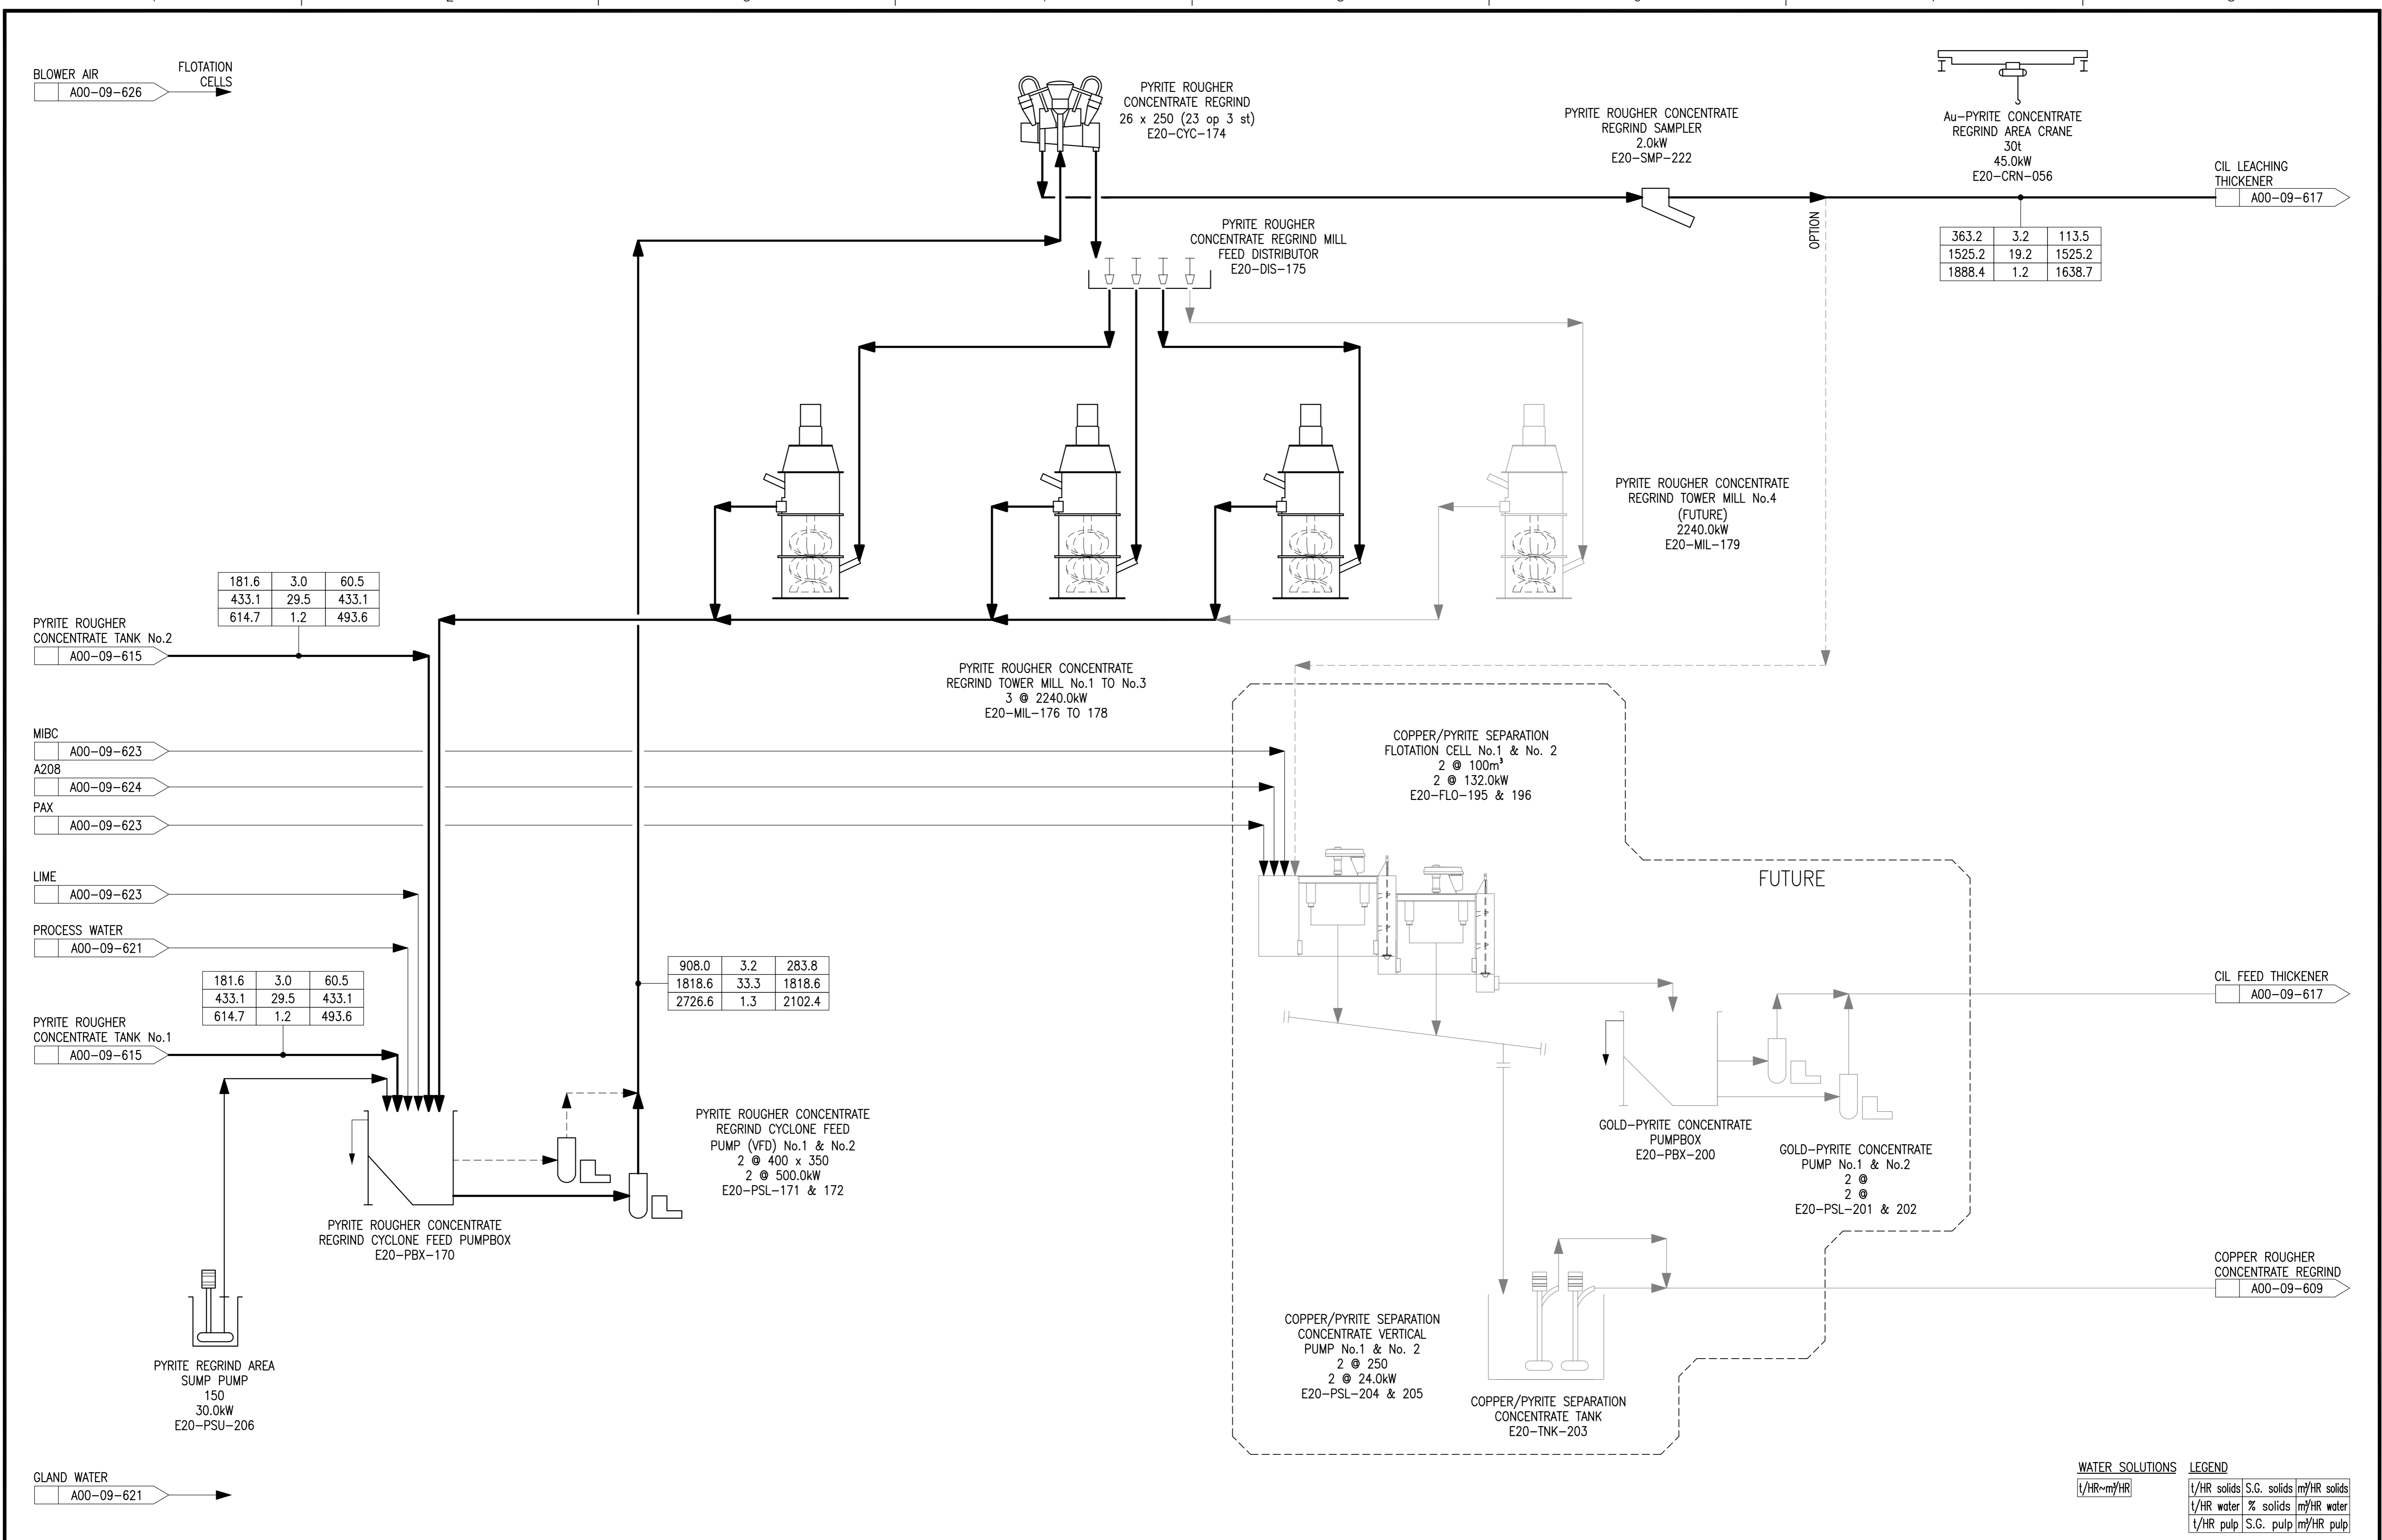 BLOWER AIR
A00-09-626
FLOTATION
CELLS
PYRITE ROUGHER
CONCENTRATE REGRIND
26 x 250 (23 op 3 st)
E20-CYC-174
PYRITE ROUGHER CONCENTRATE
REGRIND SAMPLER
2.0kW
E20-SMP-222
Au-PYRITE CONCENTRATE
REGRIND AREA CRANE
30t
45.0kW
E20-CRN-056
CIL LEACHING
THICKENER
A00-09-617
OPTION
363.2 3.2 113.5
1525.2 19.2 1525.2
1888.4 1.2 1638.7
PYRITE ROUGHER
CONCENTRATE REGRIND MILL
FEED DISTRIBUTOR
E20-DIS-175
PYRITE ROUGHER CONCENTRATE
REGRIND TOWER MILL No.4
(FUTURE)
2240.0kW
E20-MIL-179
181.6 3.0 60.5
433.1 29.5 433.1
614.7 1.2 493.6
PYRITE ROUGHER
CONCENTRATE TANK No.2
A00-09-615
PYRITE ROUGHER CONCENTRATE
REGRIND TOWER MILL No.1 TO No.3
3 @ 2240.0kW
E20-MIL-176 TO 178
MIBC
A00-09-623
A208
A00-09-624
PAX
A00-09-623
COPPER/PYRITE SEPARATION
FLOTATION CELL No.1 & No. 2
2 @ 100m³
2 @ 132.0kW
E20-FLO-195 & 196
FUTURE
LIME
A00-09-623
PROCESS WATER
A00-09-621
181.6 3.0 60.5
433.1 29.5 433.1
614.7 1.2 493.6
908.0 3.2 283.8
1818.6 33.3 1818.6
2726.6 1.3 2102.4
CIL FEED THICKENER
A00-09-617
PYRITE ROUGHER
CONCENTRATE TANK No.1
A00-09-615
PYRITE ROUGHER CONCENTRATE
REGRIND CYCLONE FEED
PUMP (VFD) No.1 & No.2
2 @ 400 x 350
2 @ 500.0kW
E20-PSL-171 & 172
GOLD-PYRITE CONCENTRATE
PUMPBOX
E20-PBX-200
GOLD-PYRITE CONCENTRATE
PUMP No.1 & No.2
2 @
2 @
E20-PSL-201 & 202
PYRITE ROUGHER CONCENTRATE
REGRIND CYCLONE FEED PUMPBOX
E20-PBX-170
COPPER ROUGHER
CONCENTRATE REGRIND
A00-09-609
COPPER/PYRITE SEPARATION
CONCENTRATE VERTICAL
PUMP No.1 & No. 2
2 @ 250
2 @ 24.0kW
E20-PSL-204 & 205
COPPER/PYRITE SEPARATION
CONCENTRATE TANK
E20-TNK-203
PYRITE REGRIND AREA
SUMP PUMP
150
30.0kW
E20-PSU-206
GLAND WATER
A00-09-621
WATER SOLUTIONS
t/HR~m³/HR
LEGEND
t/HR solids S.G. solids m³/HR solids
t/HR water % solids m³/HR water
t/HR pulp S.G. pulp m³/HR pulp